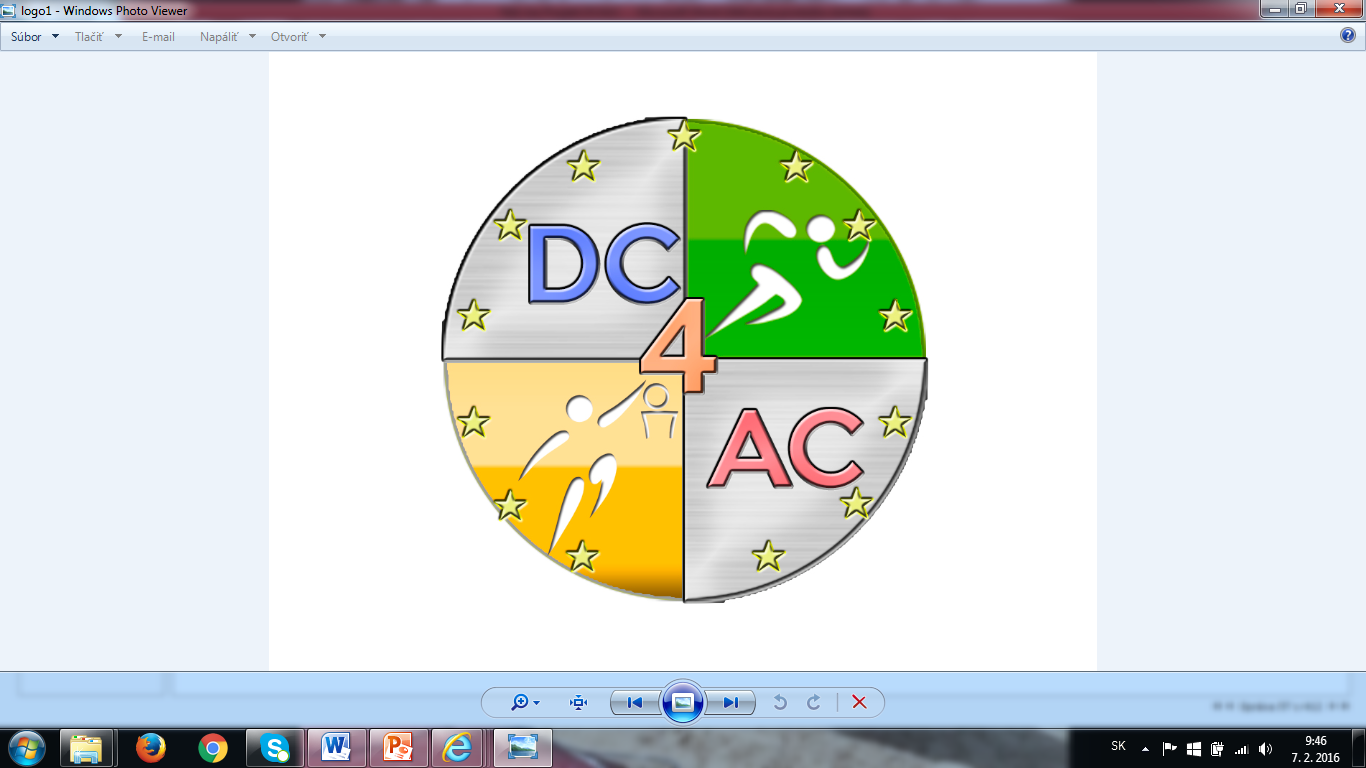 logo1 - Windows Photo Viewer
Súbor Tlačiť E-mail Napáliť Otvoriť
DC
4
AC
SK
9:46
7. 2. 2016